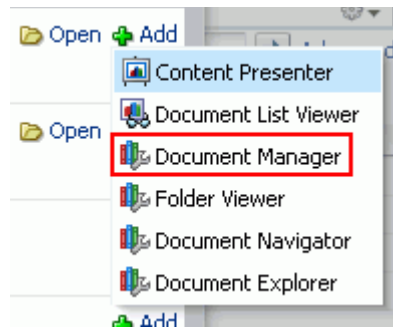 Open Add
Content Presenter
Document List Viewer
Open
Document Manager
Folder Viewer
Document Navigator
Document Explorer
Add